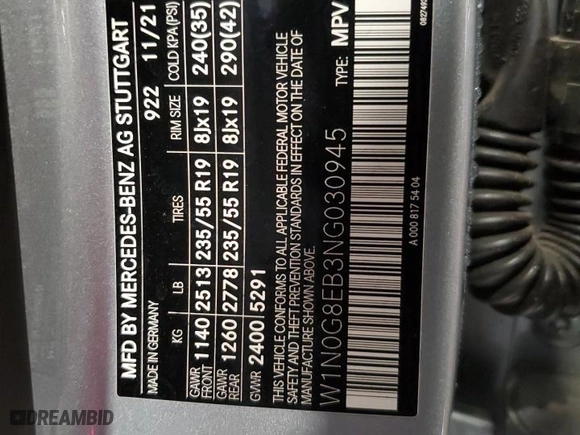 MFD BY MERCEDES-BENZ AG STUTTGART
MADE IN GERMANY 922 11/21
KG LB TIRES RIM SIZE COLD KPA (PSI)
GAWR FRONT 1140 2513 235/55 R19 8Jx19 240(35)
GAWR REAR 1260 2778 235/55 R19 8Jx19 290(42)
GVWR 2400 5291
THIS VEHICLE CONFORMS TO ALL APPLICABLE FEDERAL MOTOR VEHICLE
SAFETY AND THEFT PREVENTION STANDARDS IN EFFECT ON THE DATE OF
MANUFACTURE SHOWN ABOVE.
W1N0G8EB3NG030945 TYPE: MPV
A 000 817 54 04
DREAMBID